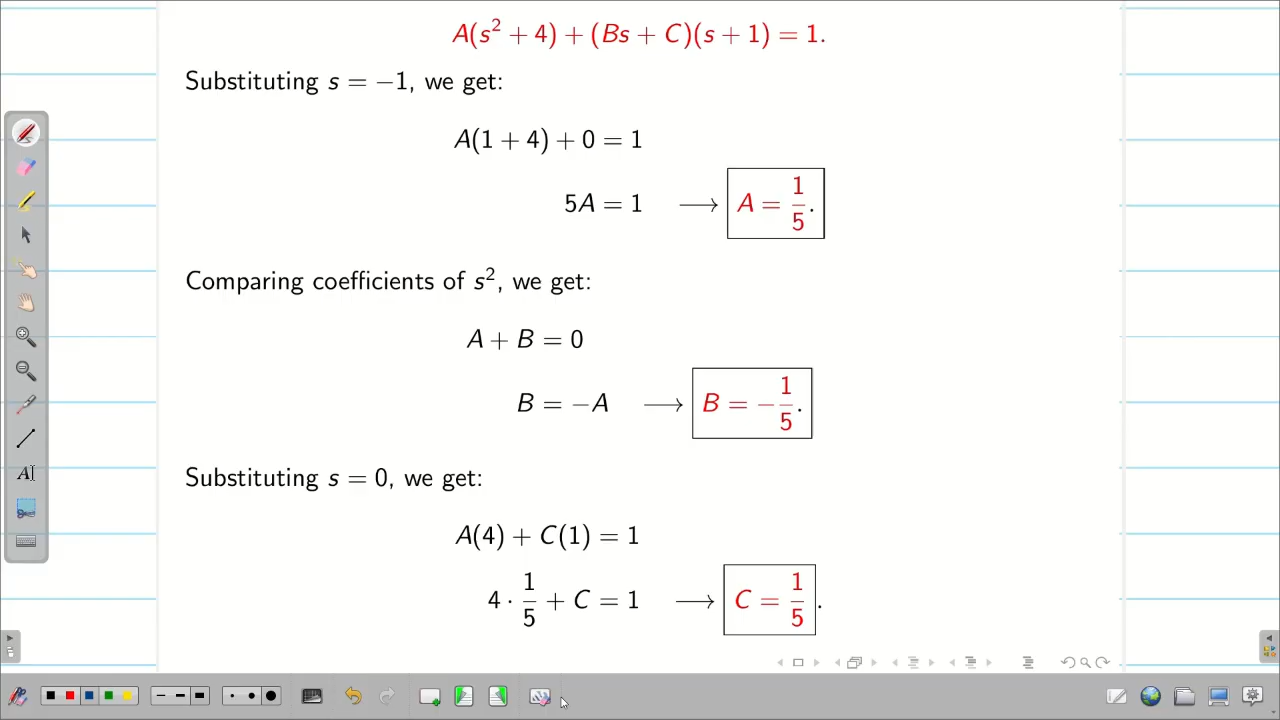 A(s² + 4) + (Bs + C)(s + 1) = 1.
Substituting s = −1, we get:
A(1 + 4) + 0 = 1
5A = 1 ⟶ A = 1/5.
Comparing coefficients of s², we get:
A + B = 0
B = −A ⟶ B = −1/5.
Substituting s = 0, we get:
A(4) + C(1) = 1
4 · 1/5 + C = 1 ⟶ C = 1/5.